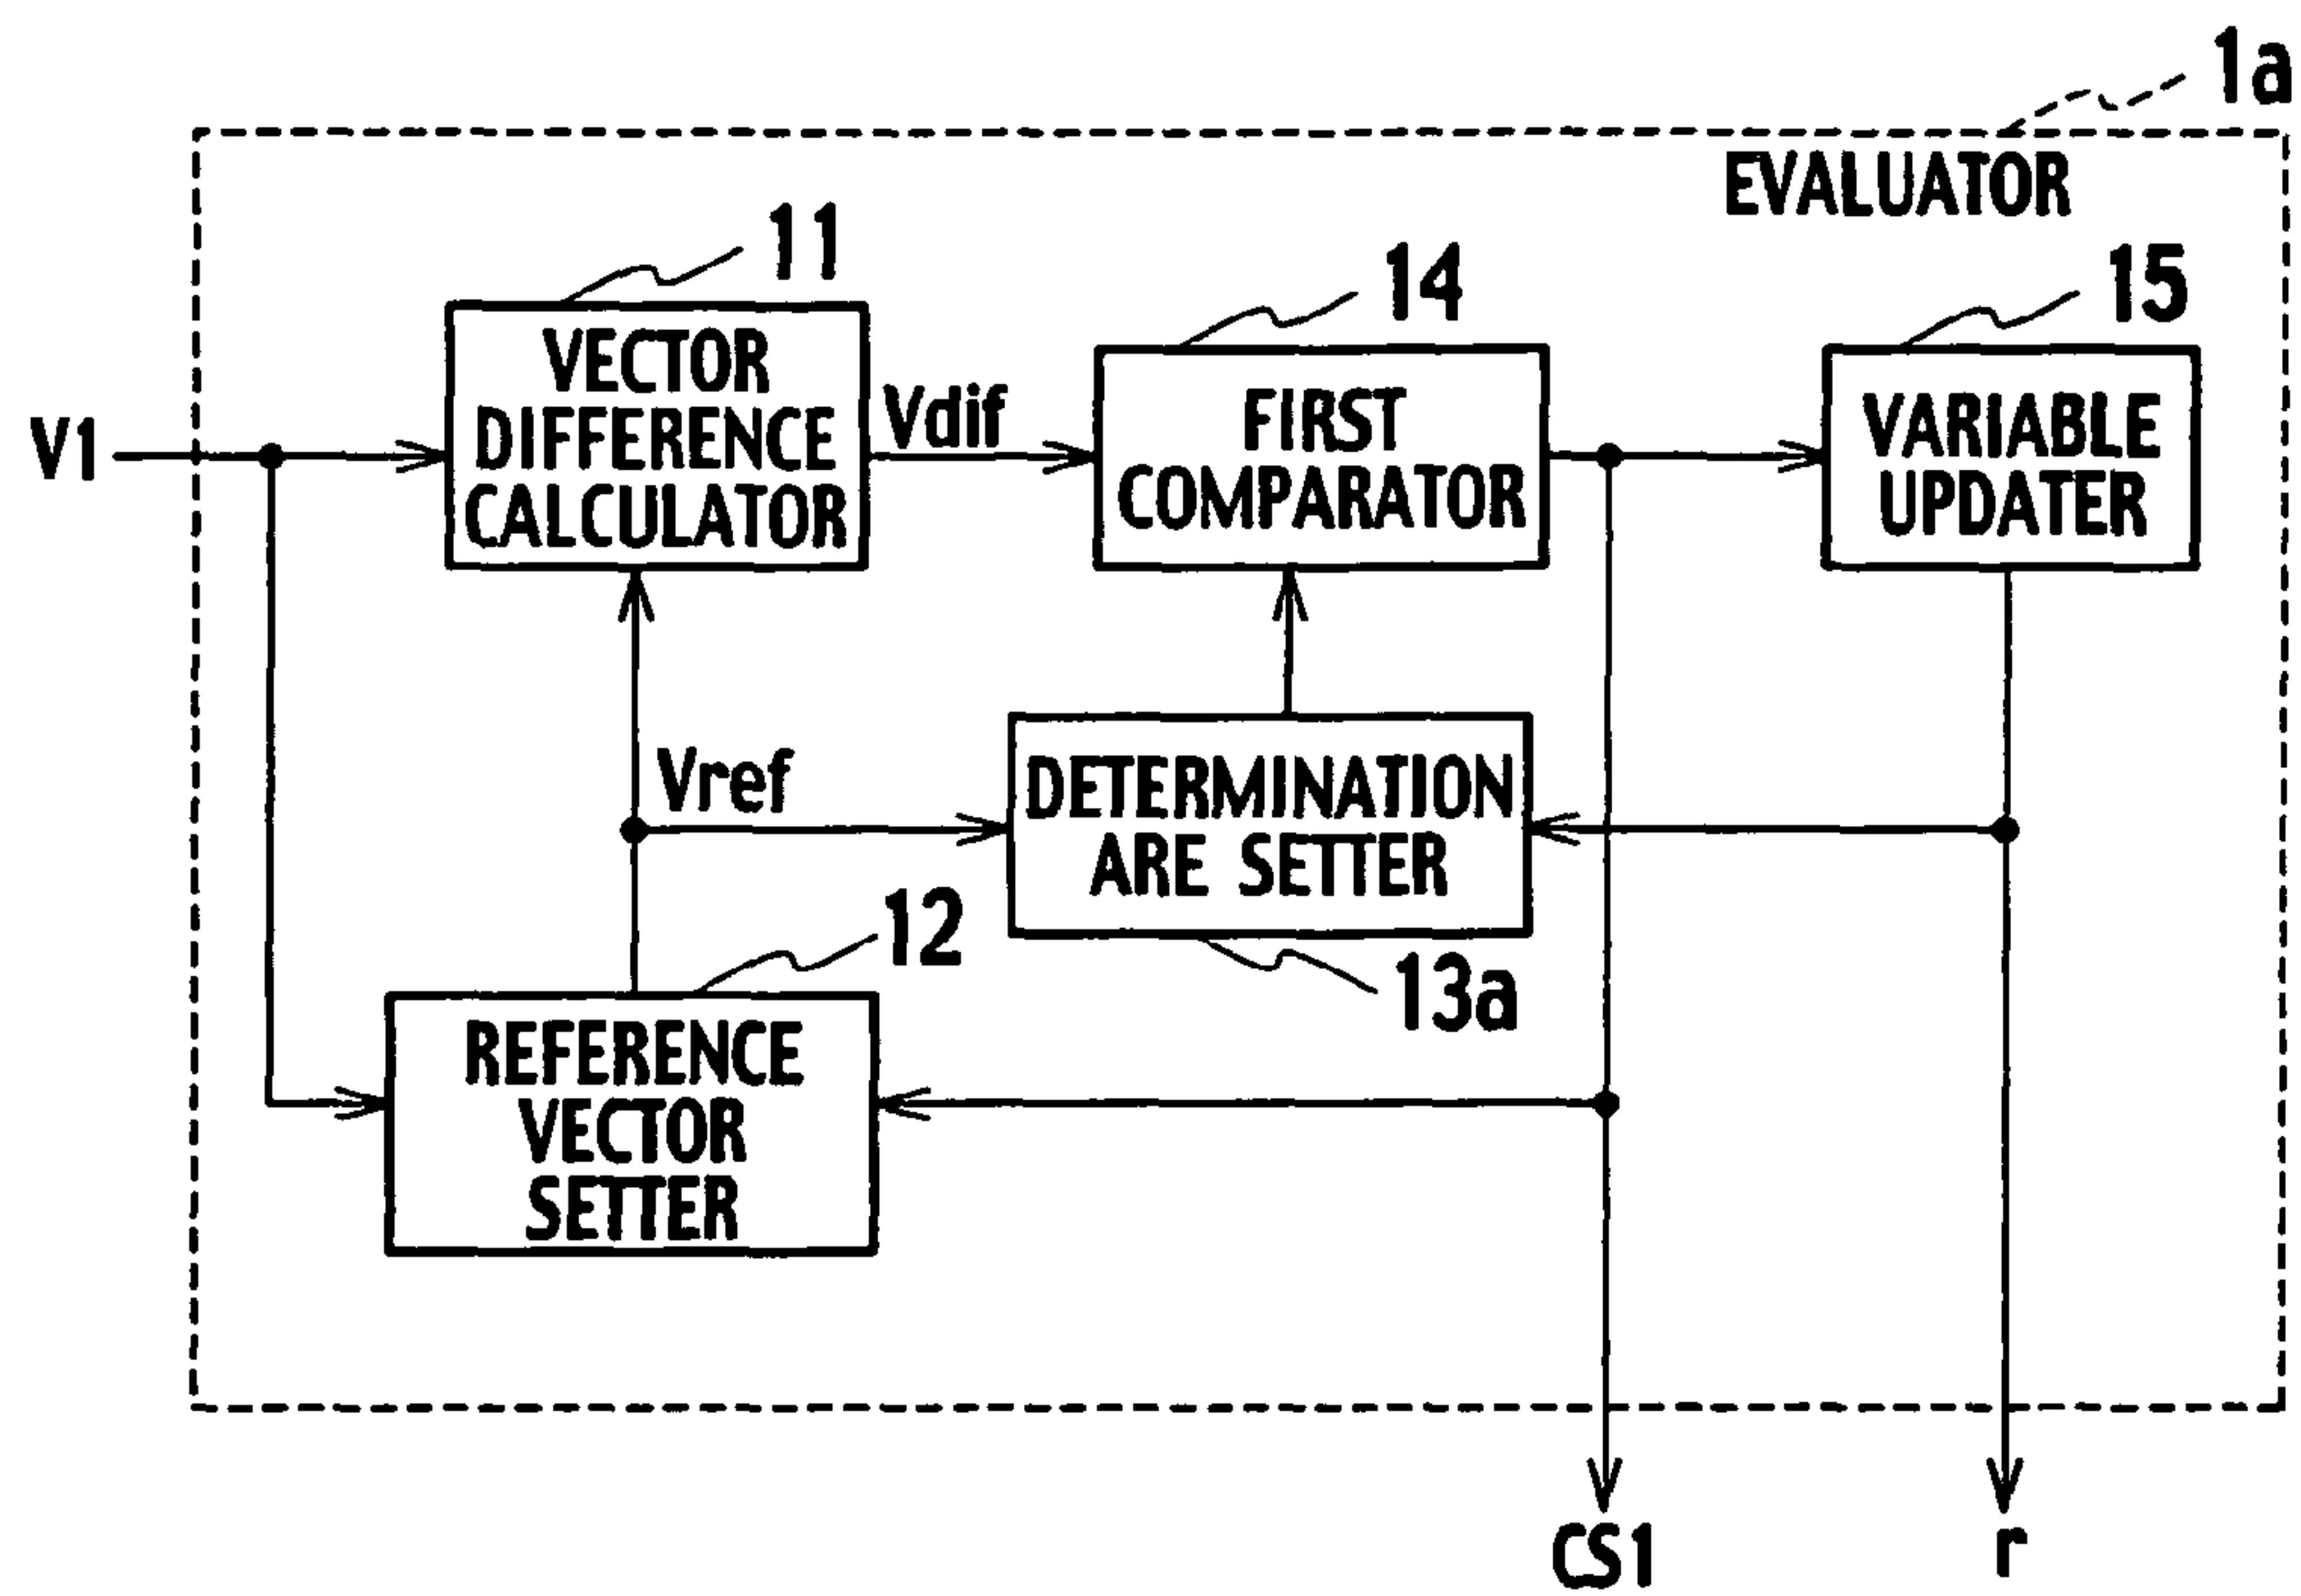 1a
EVALUATOR
11
14
15
V1
VECTOR
DIFFERENCE
CALCULATOR
Vdif
FIRST
COMPARATOR
VARIABLE
UPDATER
Vref
DETERMINATION
ARE SETTER
12
13a
REFERENCE
VECTOR
SETTER
CS1
r